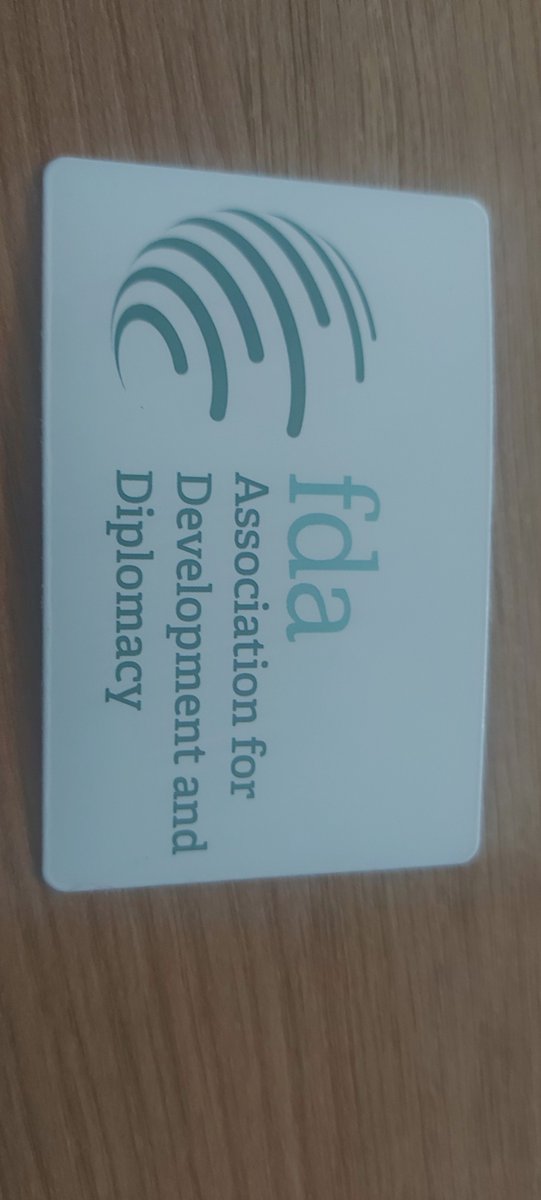 fda
Association for
Development and
Diplomacy